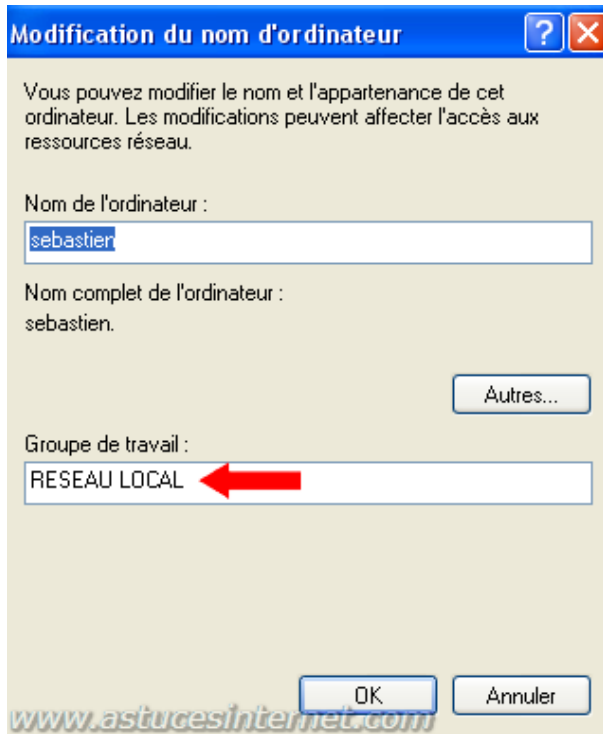 Modification du nom d'ordinateur
Vous pouvez modifier le nom et l'appartenance de cet
ordinateur. Les modifications peuvent affecter l'accès aux
ressources réseau.
Nom de l'ordinateur :
sebastien
Nom complet de l'ordinateur :
sebastien.
Autres...
Groupe de travail :
RESEAU LOCAL
OK
Annuler
www.astucesinternet.com